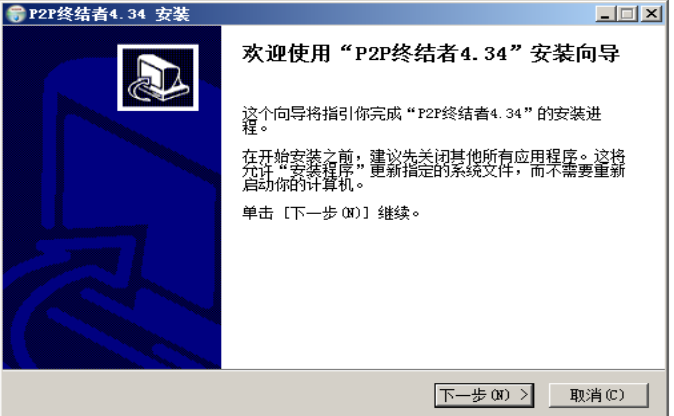 P2P终结者4.34 安装
欢迎使用“P2P终结者4.34”安装向导
这个向导将指引你完成“P2P终结者4.34”的安装进
程。
在开始安装之前，建议先关闭其他所有应用程序。这将
允许“安装程序”更新指定的系统文件，而不需要重新
启动你的计算机。
单击 [下一步(N)] 继续。
下一步(N) > 取消(C)